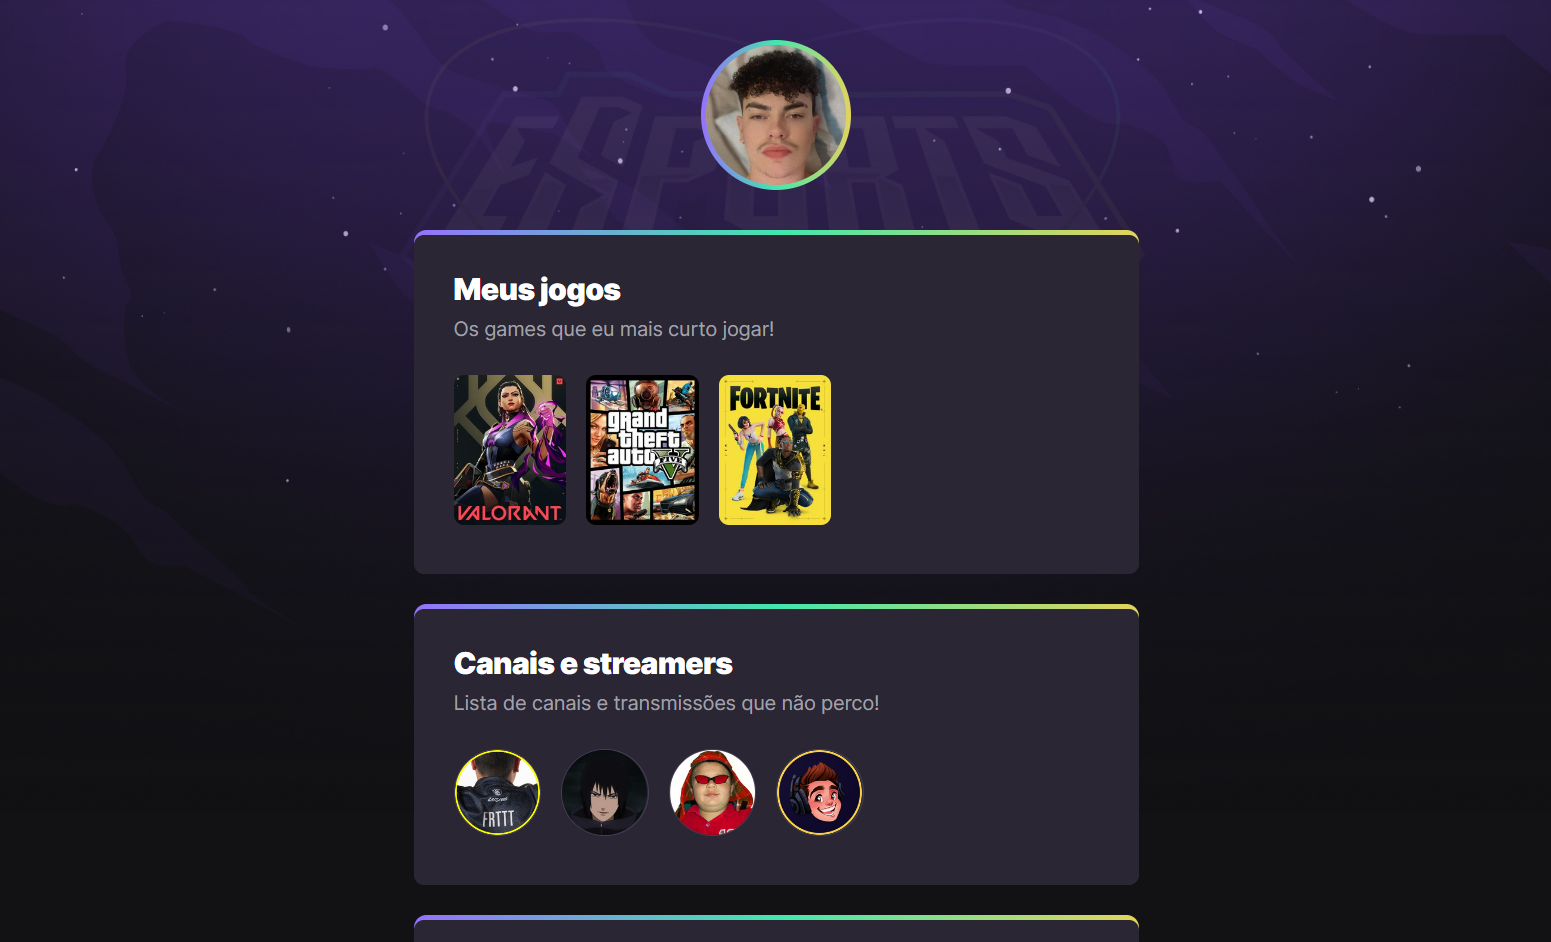 ESPORTS
Meus jogos
Os games que eu mais curto jogar!
VALORANT
grand
theft
auto
FIVE
FORTNITE
Canais e streamers
Lista de canais e transmissões que não perco!
FRTTT